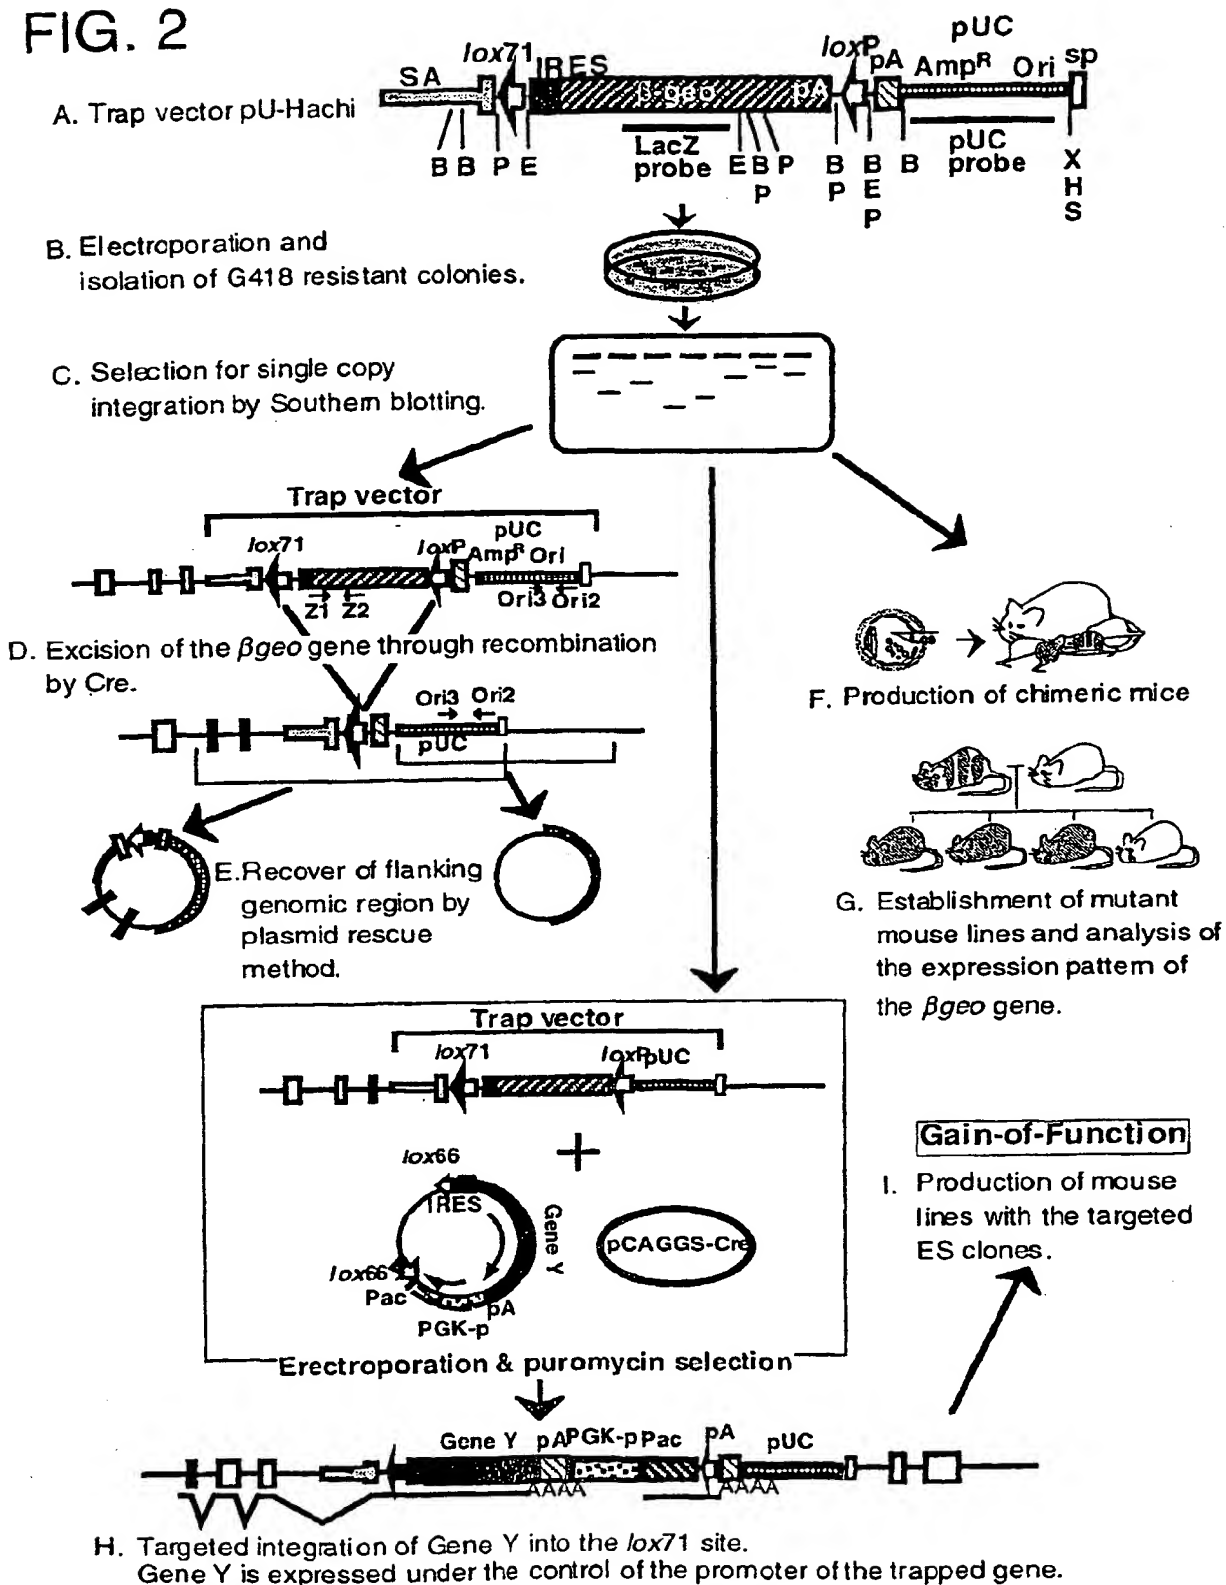 FIG. 2
A. Trap vector pU-Hachi
SA
lox71
IRES
β-geo
pA
loxP
pA
pUC
AmpR Ori
sp
B B P E
LacZ
probe
E B P
P
B
P
B
E
P
B
pUC
probe
X
H
S
B. Electroporation and
isolation of G418 resistant colonies.
C. Selection for single copy
integration by Southern blotting.
Trap vector
lox71
loxP
pUC
AmpR Ori
Z1 Z2
Ori3 Ori2
D. Excision of the βgeo gene through recombination
by Cre.
Ori3 Ori2
pUC
E.Recover of flanking
genomic region by
plasmid rescue
method.
F. Production of chimeric mice
G. Establishment of mutant
mouse lines and analysis of
the expression pattern of
the βgeo gene.
Trap vector
lox71
loxP
pUC
+
lox66
IRES
Gene Y
lox66
Pac
PGK-p
pA
pCAGGS-Cre
Erectroporation & puromycin selection
Gain-of-Function
I. Production of mouse
lines with the targeted
ES clones.
Gene Y pA PGK-p Pac pA pUC
AAAA AAAA
H. Targeted integration of Gene Y into the lox71 site.
Gene Y is expressed under the control of the promoter of the trapped gene.